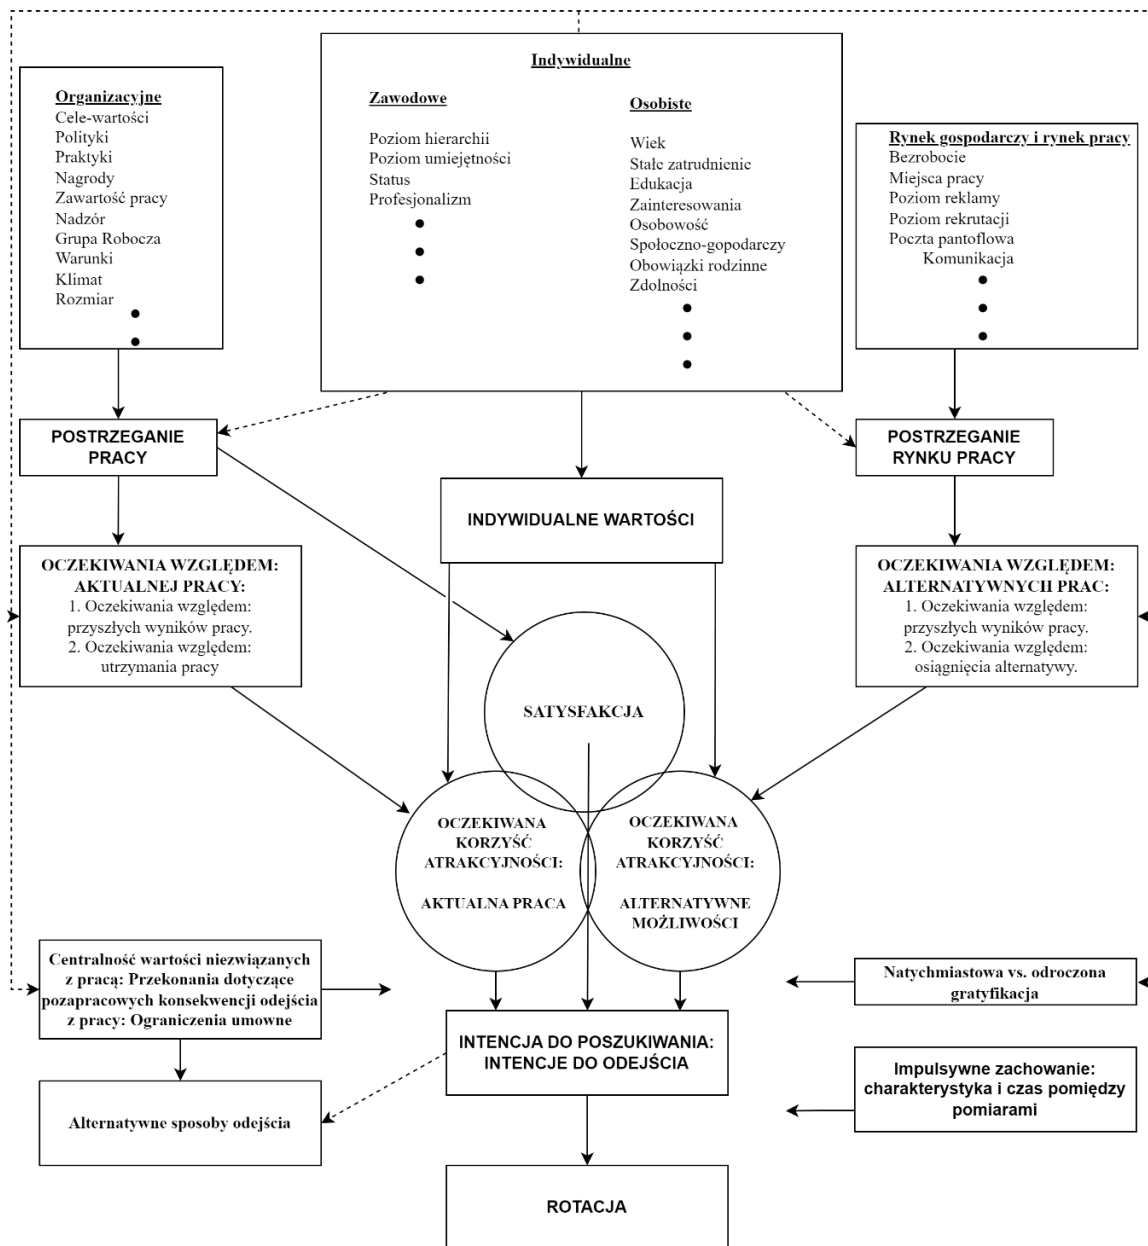 Organizacyjne
Cele-wartości
Polityki
Praktyki
Nagrody
Zawartość pracy
Nadzór
Grupa Robocza
Warunki
Klimat
Rozmiar
Indywidualne
Zawodowe
Poziom hierarchii
Poziom umiejętności
Status
Profesjonalizm
Osobiste
Wiek
Stałe zatrudnienie
Edukacja
Zainteresowania
Osobowość
Społoczno-gopodarczy
Obowiązki rodzinne
Zdolności
Rynek gospodarczy i rynek pracy
Bezrobocie
Miejsca pracy
Poziom reklamy
Poziom rekrutacji
Poczta pantoflowa
Komunikacja
POSTRZEGANIE
PRACY
POSTRZEGANIE
RYNKU PRACY
INDYWIDUALNE WARTOŚCI
OCZEKIWANIA WZGLĘDEM:
AKTUALNEJ PRACY:
1. Oczekiwania względem:
przyszłych wyników pracy.
2. Oczekiwania względem:
utrzymania pracy
OCZEKIWANIA WZGLĘDEM:
ALTERNATYWNYCH PRAC:
1. Oczekiwania względem:
przyszłych wyników pracy.
2. Oczekiwania względem:
osiągnięcia alternatywy.
SATYSFAKCJA
OCZEKIWANA
KORZYŚĆ
ATRAKCYJNOŚCI:
AKTUALNA PRACA
OCZEKIWANA
KORZYŚĆ
ATRAKCYJNOŚCI:
ALTERNATYWNE
MOŻLIWOŚCI
Centralność wartości niezwiązanych
z pracą: Przekonania dotyczące
pozapracowych konsekwencji odejścia
z pracy: Ograniczenia umowne
Natychmiastowa vs. odroczona
gratyfikacja
INTENCJA DO POSZUKIWANIA:
INTENCJE DO ODEJŚCIA
Impulsywne zachowanie:
charakterystyka i czas pomiędzy
pomiarami
Alternatywne sposoby odejścia
ROTACJA